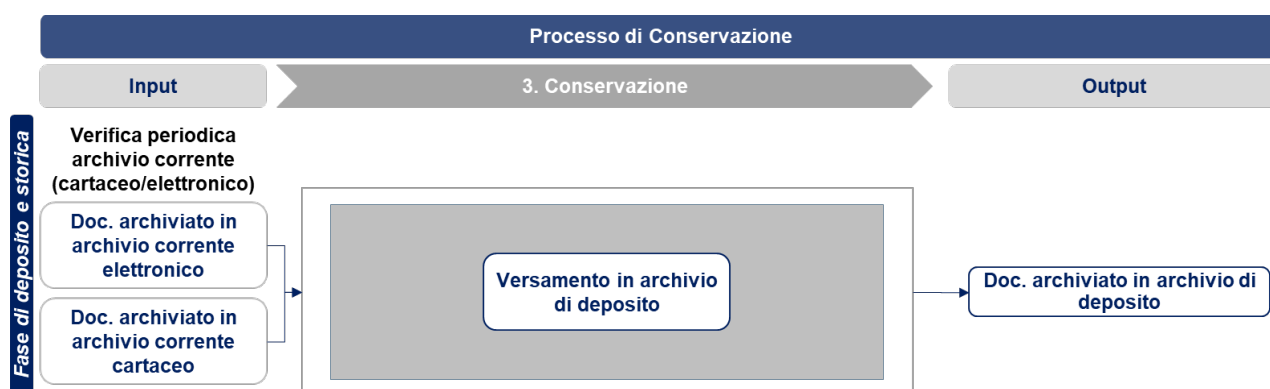 Processo di Conservazione
Input
3. Conservazione
Output
Fase di deposito e storica
Verifica periodica
archivio corrente
(cartaceo/elettronico)
Doc. archiviato in
archivio corrente
elettronico
Doc. archiviato in
archivio corrente
cartaceo
Versamento in archivio
di deposito
Doc. archiviato in archivio di
deposito